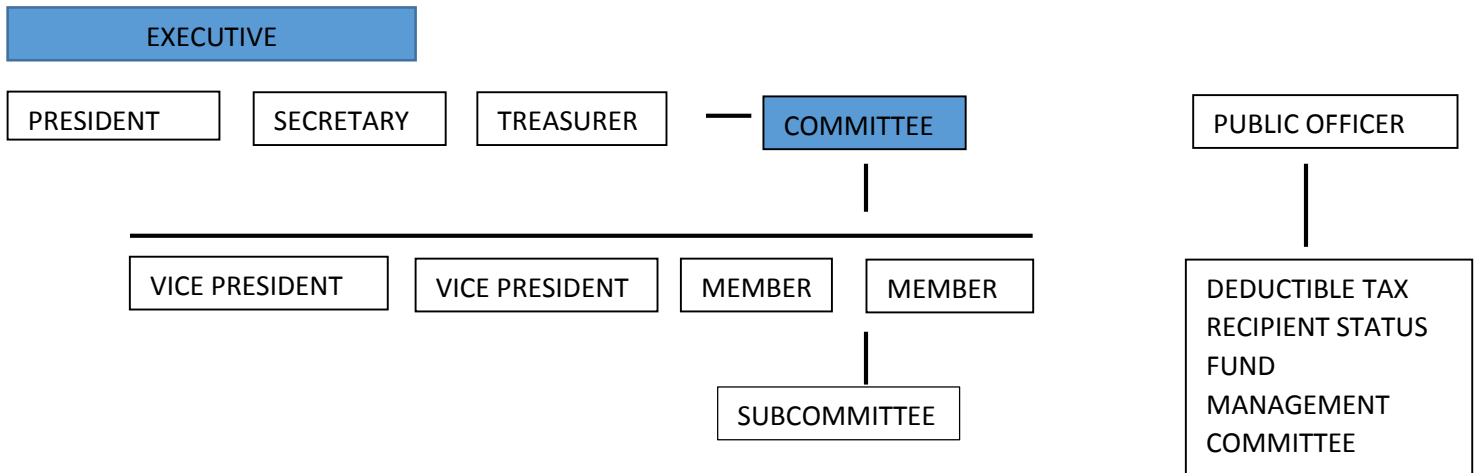 EXECUTIVE
PRESIDENT
SECRETARY
TREASURER
COMMITTEE
PUBLIC OFFICER
VICE PRESIDENT
VICE PRESIDENT
MEMBER
MEMBER
DEDUCTIBLE TAX
RECIPIENT STATUS
FUND
MANAGEMENT
COMMITTEE
SUBCOMMITTEE